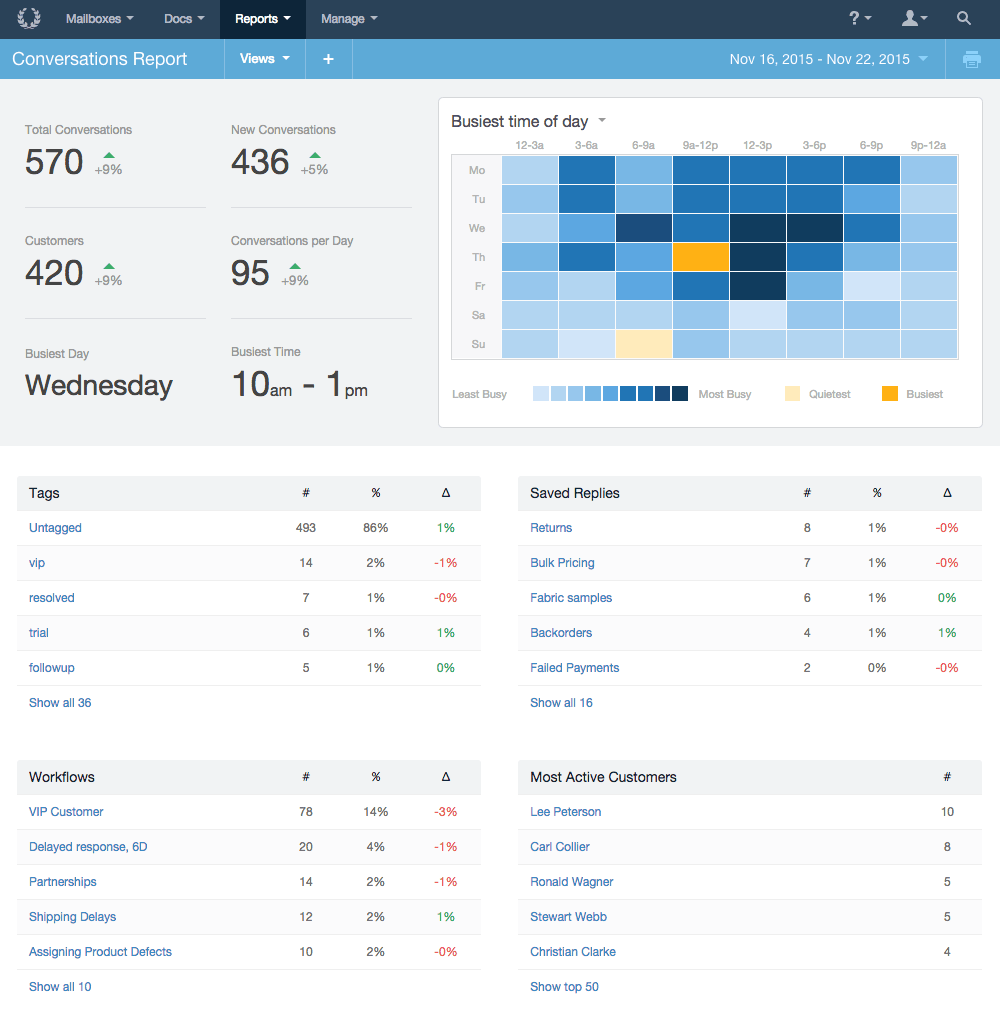 Mailboxes Docs Reports Manage ?
Conversations Report Views + Nov 16, 2015 - Nov 22, 2015
Total Conversations
570 +9%
New Conversations
436 +5%
Customers
420 +9%
Conversations per Day
95 +9%
Busiest Day
Wednesday
Busiest Time
10am - 1pm
Busiest time of day
12-3a 3-6a 6-9a 9a-12p 12-3p 3-6p 6-9p 9p-12a
Mo
Tu
We
Th
Fr
Sa
Su
Least Busy Most Busy Quietest Busiest
Tags # % Δ
Untagged 493 86% 1%
vip 14 2% -1%
resolved 7 1% -0%
trial 6 1% 1%
followup 5 1% 0%
Show all 36
Saved Replies # % Δ
Returns 8 1% -0%
Bulk Pricing 7 1% -0%
Fabric samples 6 1% 0%
Backorders 4 1% 1%
Failed Payments 2 0% -0%
Show all 16
Workflows # % Δ
VIP Customer 78 14% -3%
Delayed response, 6D 20 4% -1%
Partnerships 14 2% -1%
Shipping Delays 12 2% 1%
Assigning Product Defects 10 2% -0%
Show all 10
Most Active Customers #
Lee Peterson 10
Carl Collier 8
Ronald Wagner 5
Stewart Webb 5
Christian Clarke 4
Show top 50